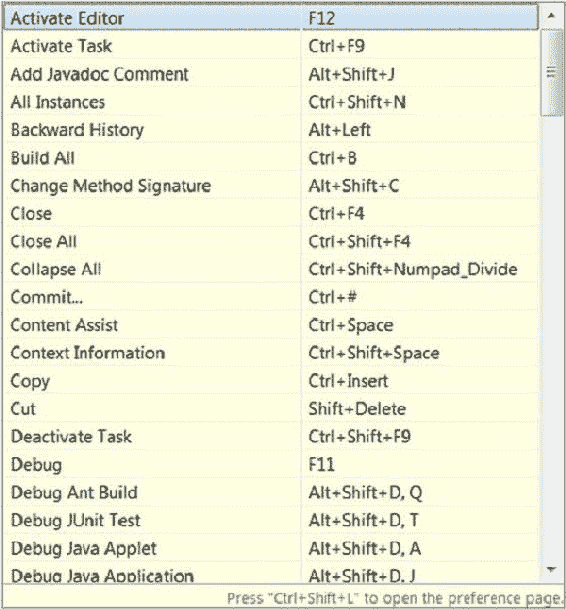 Activate Editor F12
Activate Task Ctrl+F9
Add Javadoc Comment Alt+Shift+J
All Instances Ctrl+Shift+N
Backward History Alt+Left
Build All Ctrl+B
Change Method Signature Alt+Shift+C
Close Ctrl+F4
Close All Ctrl+Shift+F4
Collapse All Ctrl+Shift+Numpad_Divide
Commit... Ctrl+#
Content Assist Ctrl+Space
Context Information Ctrl+Shift+Space
Copy Ctrl+Insert
Cut Shift+Delete
Deactivate Task Ctrl+Shift+F9
Debug F11
Debug Ant Build Alt+Shift+D, Q
Debug JUnit Test Alt+Shift+D, T
Debug Java Applet Alt+Shift+D, A
Debug Java Application Alt+Shift+D, J
Press "Ctrl+Shift+L" to open the preference page.